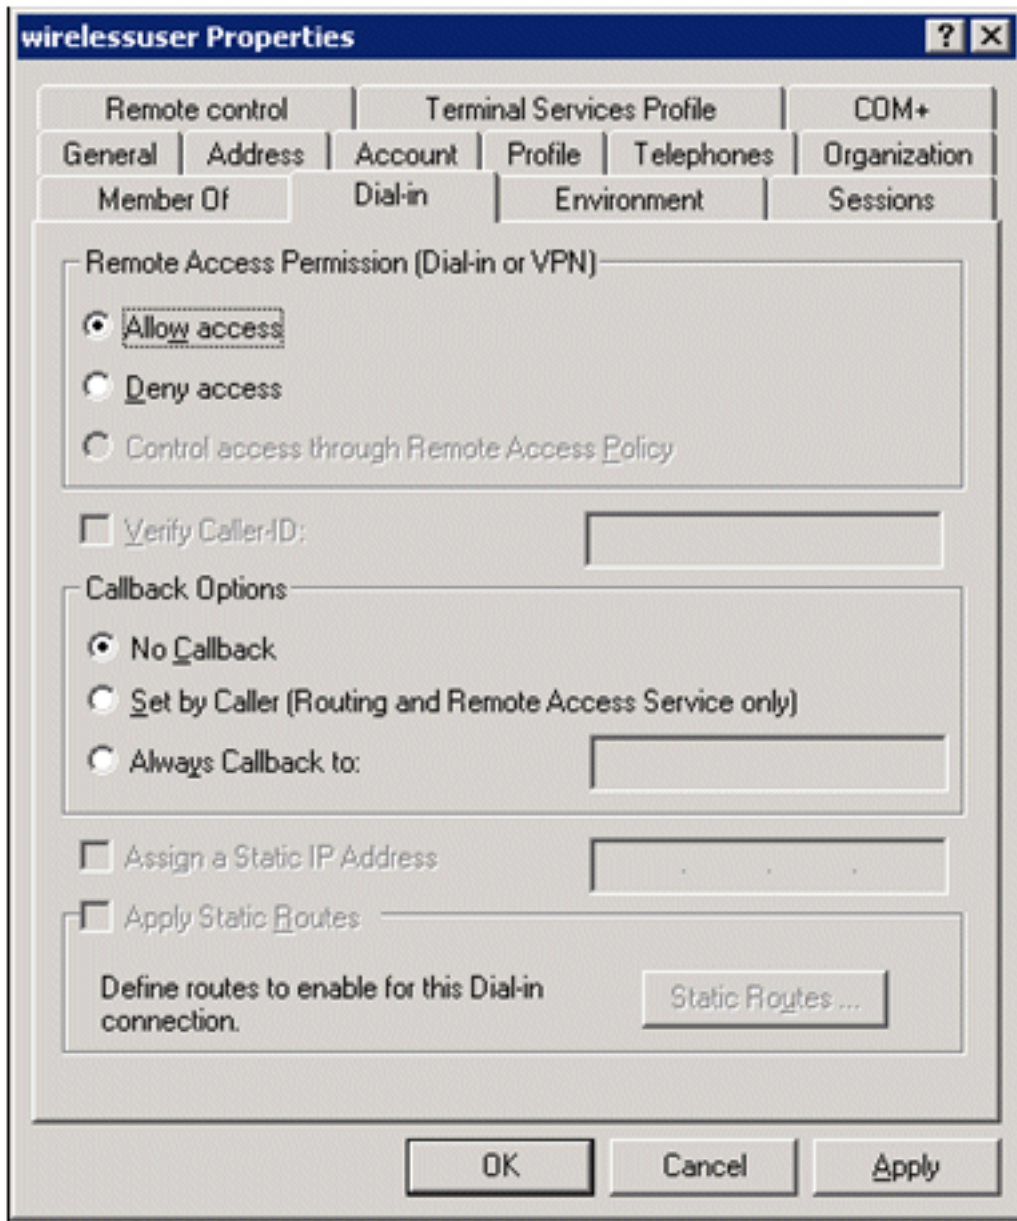 wirelessuser Properties
Remote control
Terminal Services Profile
COM+
General
Address
Account
Profile
Telephones
Organization
Member Of
Dial-in
Environment
Sessions
Remote Access Permission (Dial-in or VPN)
Allow access
Deny access
Control access through Remote Access Policy
Verify Caller-ID:
Callback Options
No Callback
Set by Caller (Routing and Remote Access Service only)
Always Callback to:
Assign a Static IP Address
Apply Static Routes
Define routes to enable for this Dial-in
connection.
Static Routes ...
OK
Cancel
Apply